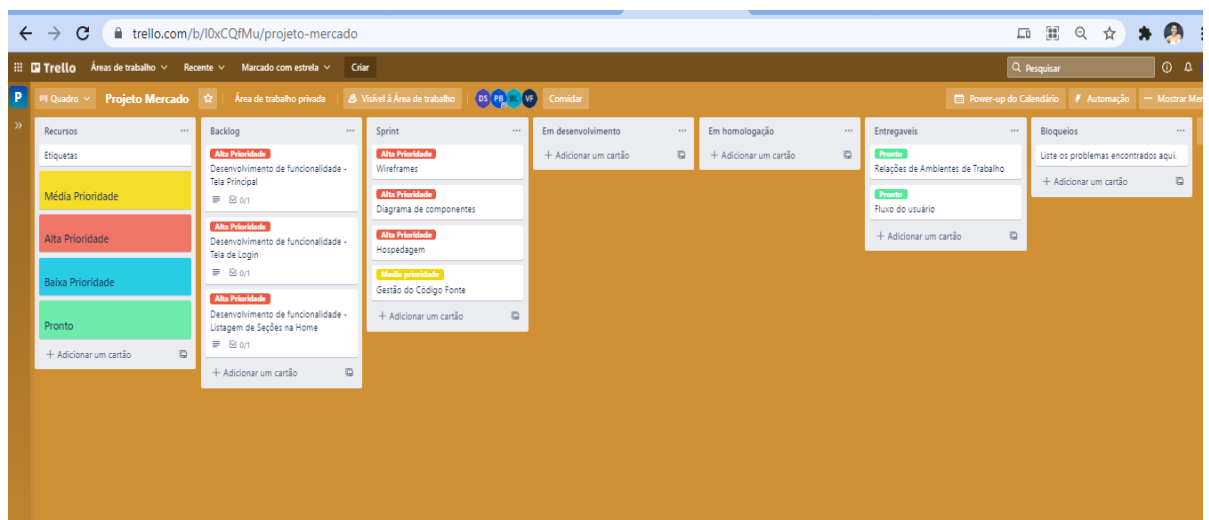 trello.com/b/I0xCQfMu/projeto-mercado
Trello Áreas de trabalho Recente Marcado com estrela Criar Pesquisar
P Quadro Projeto Mercado Área de trabalho privada Visível à Área de trabalho DS PB BL VF Convidar Power-up do Calendário Automação Mostrar Mer
Recursos
Etiquetas
Média Prioridade
Alta Prioridade
Baixa Prioridade
Pronto
+ Adicionar um cartão
Backlog
Alta Prioridade
Desenvolvimento de funcionalidade -
Tela Principal
0/1
Alta Prioridade
Desenvolvimento de funcionalidade -
Tela de Login
0/1
Alta Prioridade
Desenvolvimento de funcionalidade -
Listagem de Seções na Home
0/1
+ Adicionar um cartão
Sprint
Alta Prioridade
Wireframes
Alta Prioridade
Diagrama de componentes
Alta Prioridade
Hospedagem
Media prioridade
Gestão do Código Fonte
+ Adicionar um cartão
Em desenvolvimento
+ Adicionar um cartão
Em homologação
+ Adicionar um cartão
Entregaveis
Pronto
Relações de Ambientes de Trabalho
Pronto
Fluxo do usuário
+ Adicionar um cartão
Bloqueios
Liste os problemas encontrados aqui.
+ Adicionar um cartão